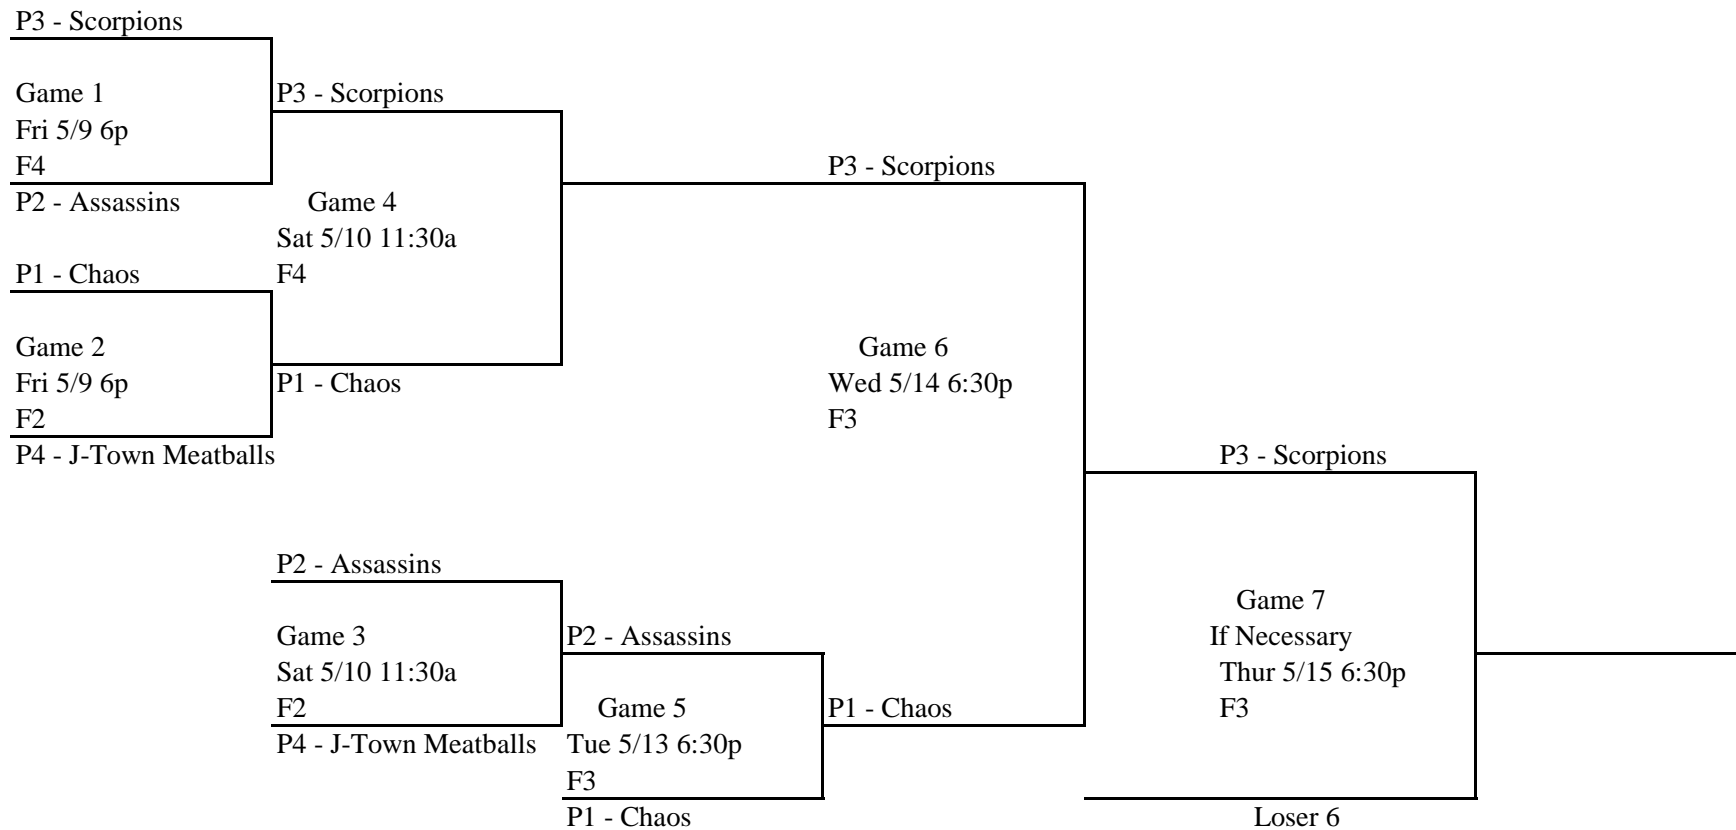 P3 - Scorpions
Game 1
Fri 5/9 6p
F4
P2 - Assassins
P3 - Scorpions
Game 4
Sat 5/10 11:30a
F4
P1 - Chaos
Game 2
Fri 5/9 6p
F2
P4 - J-Town Meatballs
P1 - Chaos
P3 - Scorpions
Game 6
Wed 5/14 6:30p
F3
P2 - Assassins
Game 3
Sat 5/10 11:30a
F2
P4 - J-Town Meatballs
P2 - Assassins
Game 5
Tue 5/13 6:30p
F3
P1 - Chaos
P1 - Chaos
P3 - Scorpions
Game 7
If Necessary
Thur 5/15 6:30p
F3
Loser 6